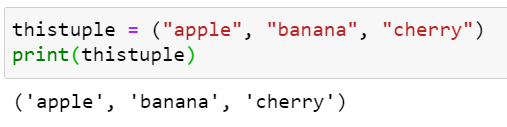 thistuple = ("apple", "banana", "cherry")
print(thistuple)
('apple', 'banana', 'cherry')